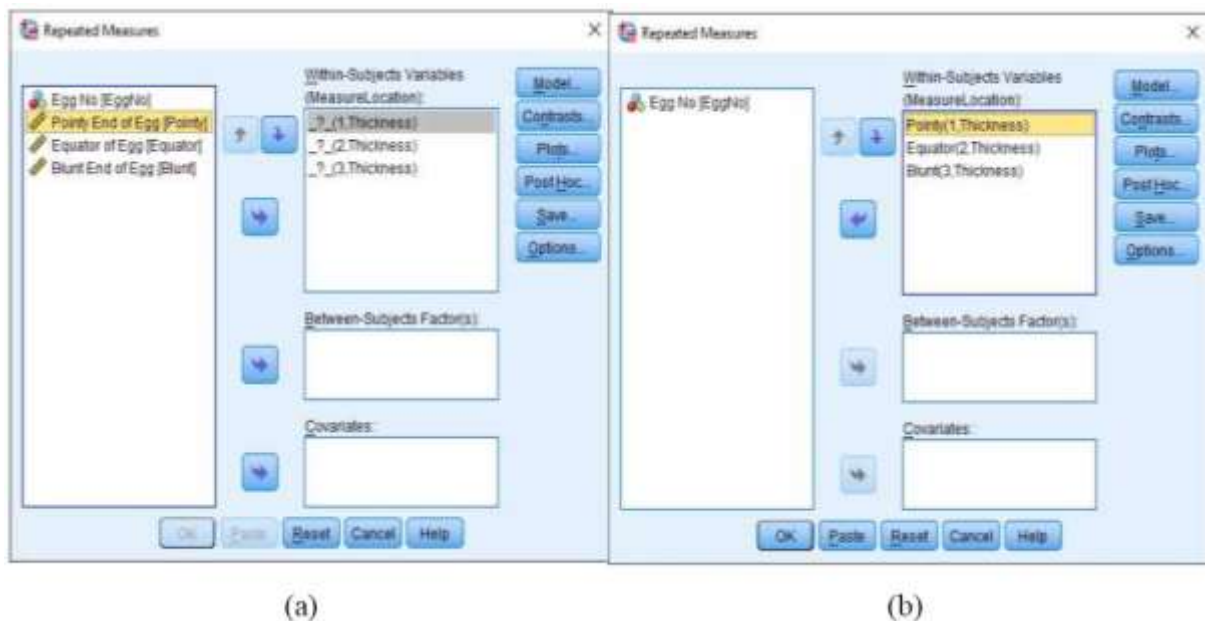 Repeated Measures
Egg No [EggNo]
Pointy End of Egg [Pointy]
Equator of Egg [Equator]
Blunt End of Egg [Blunt]
Within-Subjects Variables
(MeasureLocation):
_?_(1,Thickness)
_?_(2,Thickness)
_?_(3,Thickness)
Model...
Contrasts...
Plots...
Post Hoc...
Save...
Options...
Between-Subjects Factor(s):
Covariates:
OK Paste Reset Cancel Help
(a)
Repeated Measures
Egg No [EggNo]
Within-Subjects Variables
(MeasureLocation):
Pointy(1,Thickness)
Equator(2,Thickness)
Blunt(3,Thickness)
Model...
Contrasts...
Plots...
Post Hoc...
Save...
Options...
Between-Subjects Factor(s):
Covariates:
OK Paste Reset Cancel Help
(b)